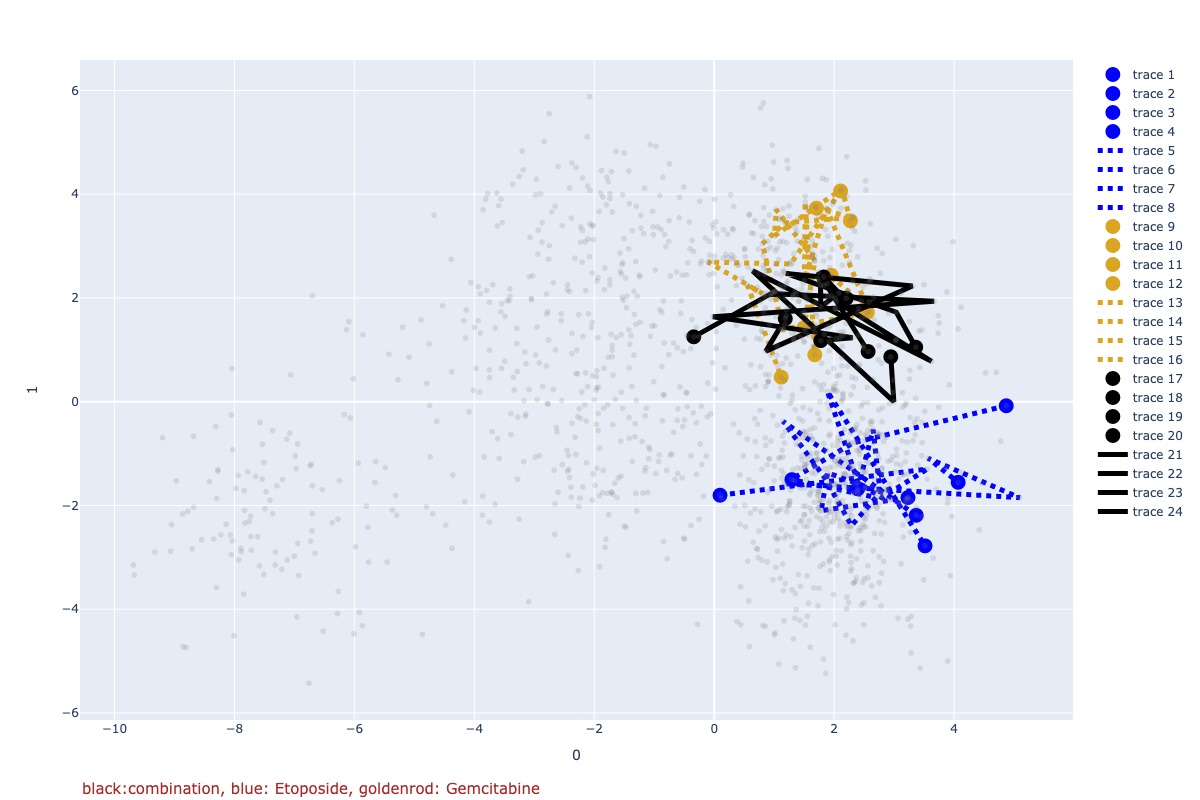 6
4
2
0
−2
−4
−6
1
−10
−8
−6
−4
−2
0
2
4
0
trace 1
trace 2
trace 3
trace 4
trace 5
trace 6
trace 7
trace 8
trace 9
trace 10
trace 11
trace 12
trace 13
trace 14
trace 15
trace 16
trace 17
trace 18
trace 19
trace 20
trace 21
trace 22
trace 23
trace 24
black:combination, blue: Etoposide, goldenrod: Gemcitabine